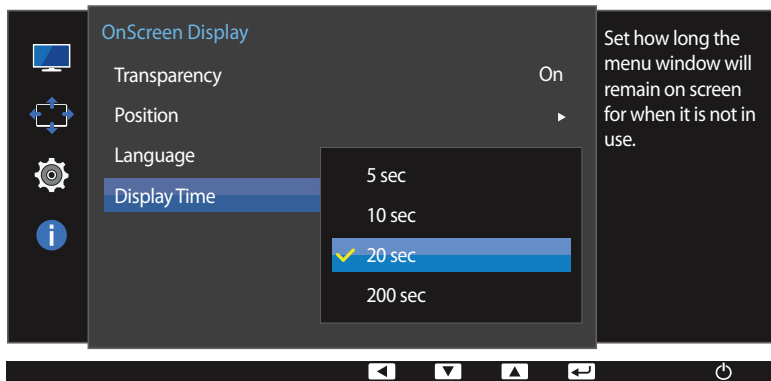 OnScreen Display
Transparency On
Position
Language
Display Time
5 sec
10 sec
20 sec
200 sec
Set how long the
menu window will
remain on screen
for when it is not in
use.